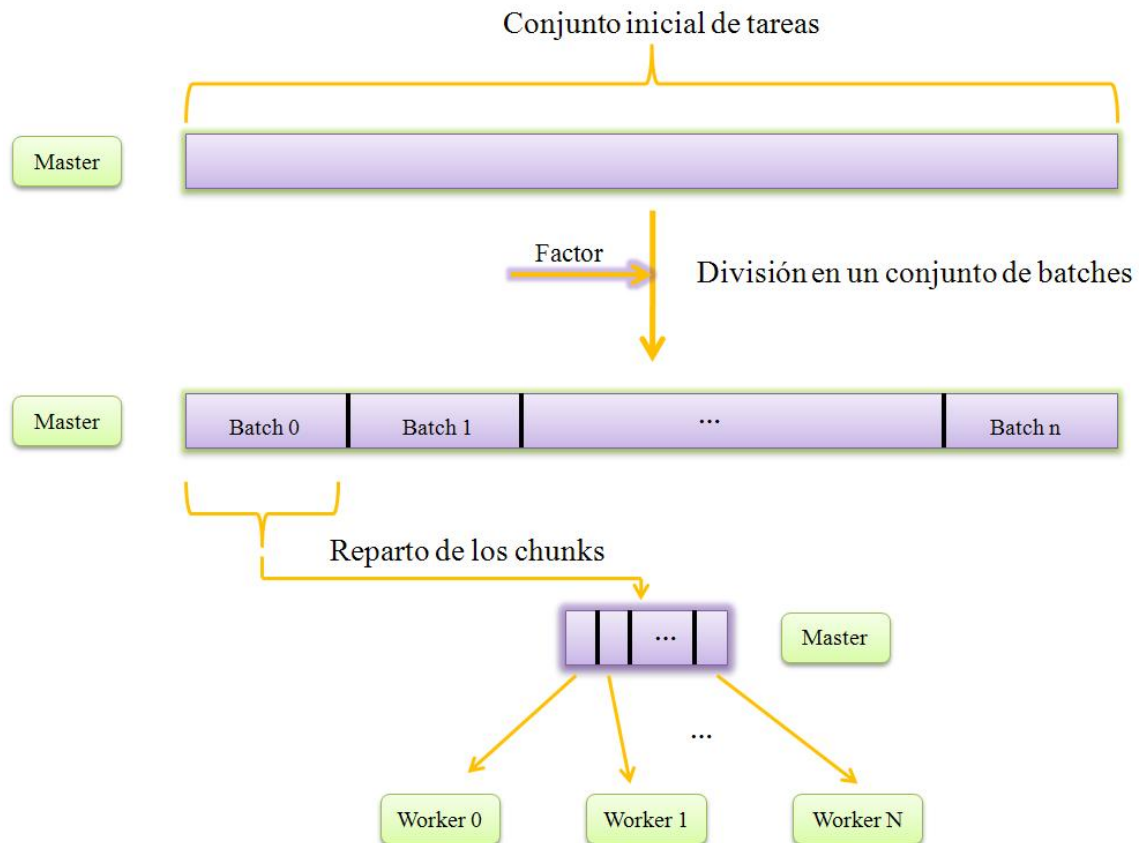 Conjunto inicial de tareas
Master
Factor
División en un conjunto de batches
Master
Batch 0
Batch 1
...
Batch n
Reparto de los chunks
...
Master
...
Worker 0
Worker 1
Worker N